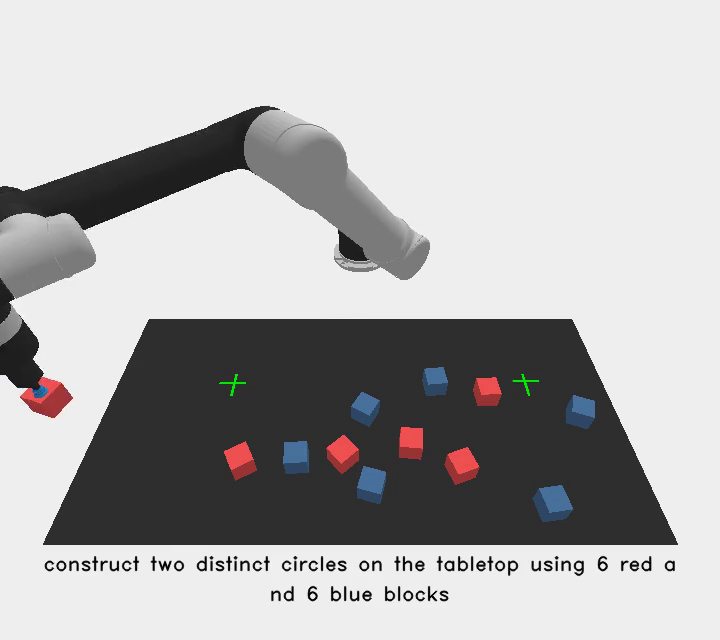 construct two distinct circles on the tabletop using 6 red a
nd 6 blue blocks